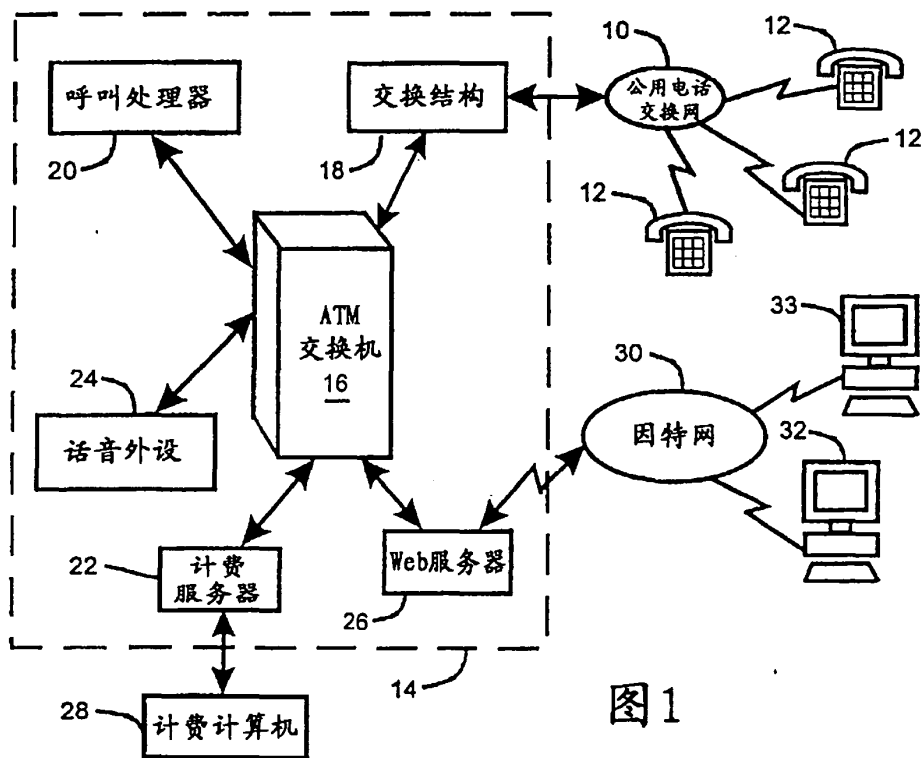 呼叫处理器
20
交换结构
18
10
公用电话
交换网
12
12
12
ATM
交换机
16
24
话音外设
30
因特网
33
32
22
计费
服务器
Web服务器
26
14
28
计费计算机
图1